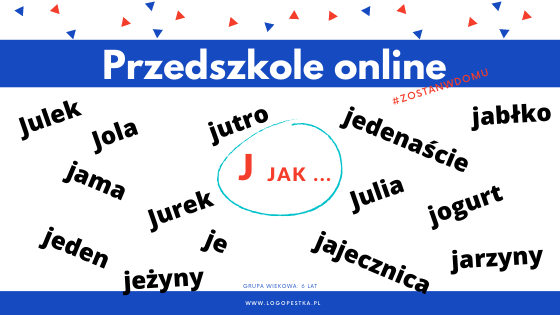 Przedszkole online
#ZOSTAŃWDOMU
Julek
Jola
jutro
jedenaście
jabłko
jama
Jurek
J JAK ...
Julia
jogurt
jeden
je
jeżyny
jajecznica
jarzyny
GRUPA WIEKOWA: 6 LAT
WWW.LOGOPESTKA.PL